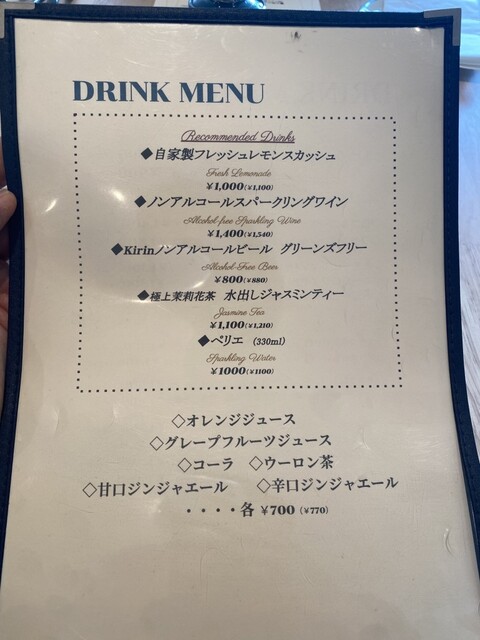 DRINK MENU
Recommended Drinks
◆自家製フレッシュレモンスカッシュ
Fresh Lemonade
¥1,000(¥1,100)
◆ノンアルコールスパークリングワイン
Alcohol-free Sparkling Wine
¥1,400(¥1,540)
◆Kirinノンアルコールビール グリーンズフリー
Alcohol-Free Beer
¥800(¥880)
◆極上茉莉花茶 水出しジャスミンティー
Jasmine Tea
¥1,100(¥1,210)
◆ペリエ (330ml)
Sparkling Water
¥1000(¥1100)
◇オレンジジュース
◇グレープフルーツジュース
◇コーラ ◇ウーロン茶
◇甘口ジンジャエール ◇辛口ジンジャエール
・・・・各 ¥700 (¥770)